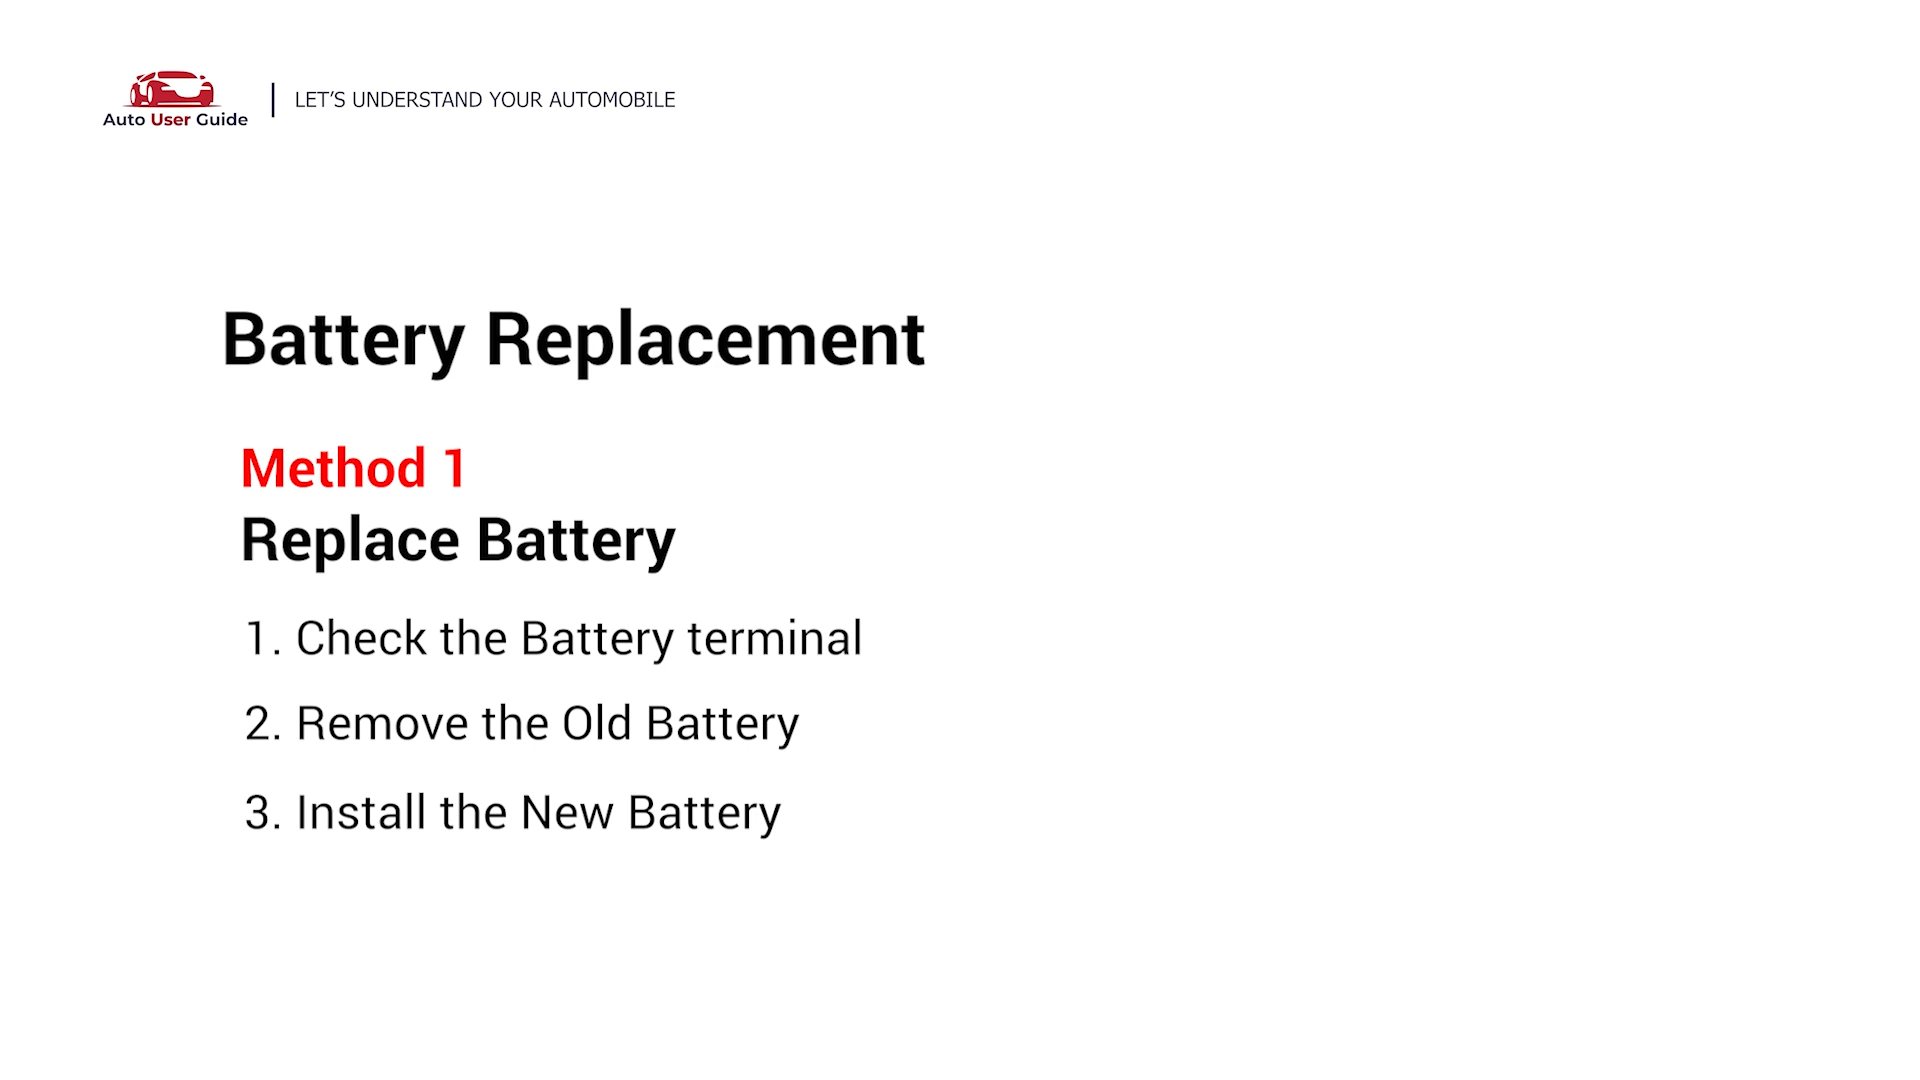 Auto User Guide
LET’S UNDERSTAND YOUR AUTOMOBILE
Battery Replacement
Method 1
Replace Battery
1. Check the Battery terminal
2. Remove the Old Battery
3. Install the New Battery